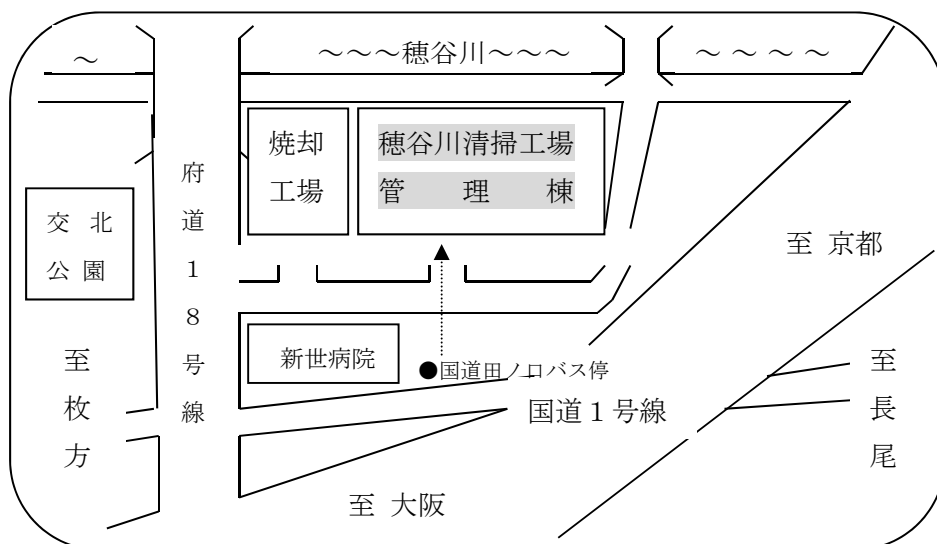 ～ ～～～穂谷川～～～ ～～～～
焼却
工場
穂谷川清掃工場
管 理 棟
府道１８号線
交 北
公 園
至 京都
新世病院
●国道田ノ口バス停
至枚方
国道１号線
至長尾
至 大阪